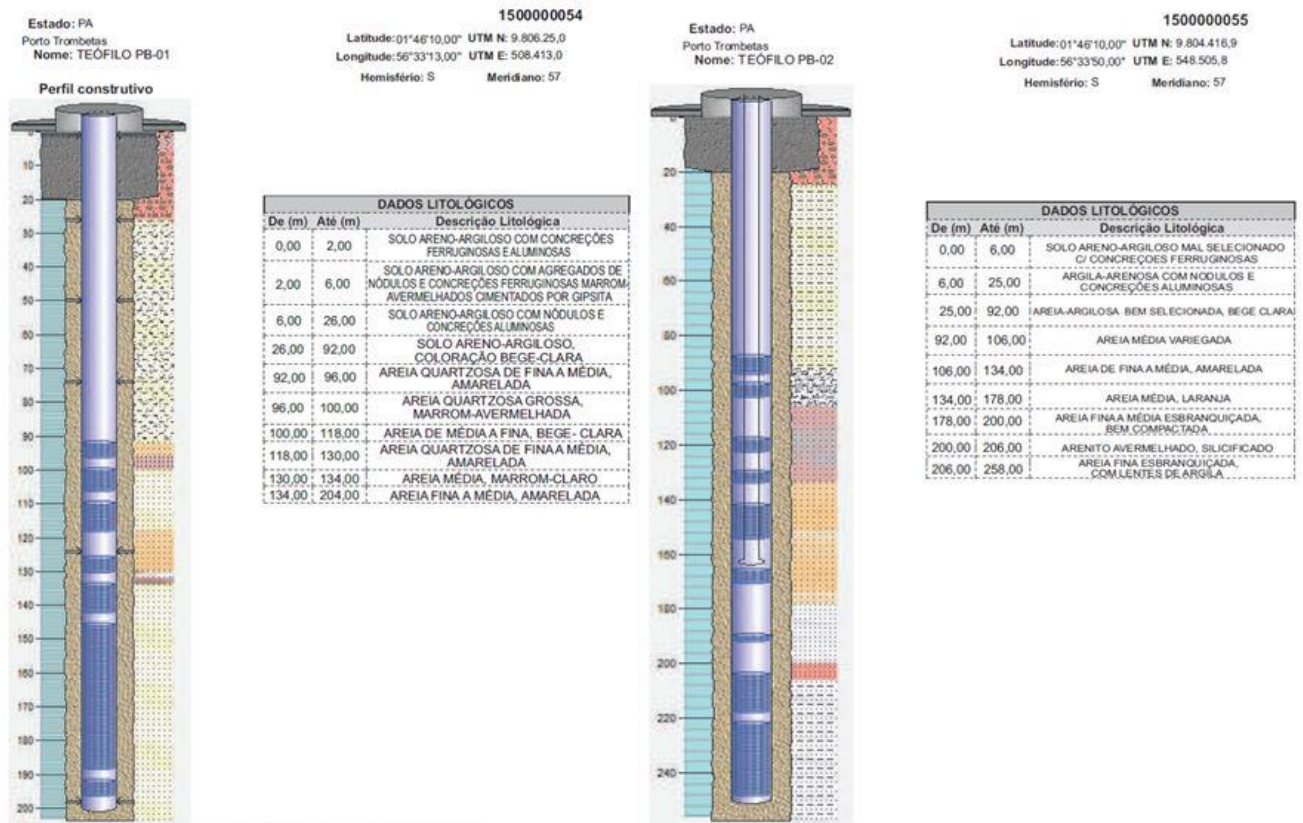 1500000054
Estado: PA
Porto Trombetas
Nome: TEÓFILO PB-01
Latitude:01°46'10,00" UTM N: 9.806.25,0
Longitude:56°33'13,00" UTM E: 508.413,0
Hemisfério: S Meridiano: 57
Perfil construtivo
0
10
20
30
40
50
60
70
80
90
100
110
120
130
140
150
160
170
180
190
200
DADOS LITOLÓGICOS
De (m) Até (m) Descrição Litológica
0,00 2,00 SOLO ARENO-ARGILOSO COM CONCREÇÕES
FERRUGINOSAS E ALUMINOSAS
2,00 6,00 SOLO ARENO-ARGILOSO COM AGREGADOS DE
NÓDULOS E CONCREÇÕES FERRUGINOSAS MARROM-
AVERMELHADOS CIMENTADOS POR GIPSITA
6,00 26,00 SOLO ARENO-ARGILOSO COM NÓDULOS E
CONCREÇÕES ALUMINOSAS
26,00 92,00 SOLO ARENO-ARGILOSO,
COLORAÇÃO BEGE-CLARA
92,00 96,00 AREIA QUARTZOSA DE FINA A MÉDIA,
AMARELADA
96,00 100,00 AREIA QUARTZOSA GROSSA,
MARROM-AVERMELHADA
100,00 118,00 AREIA DE MÉDIA A FINA, BEGE- CLARA
118,00 130,00 AREIA QUARTZOSA DE FINA A MÉDIA,
AMARELADA
130,00 134,00 AREIA MÉDIA, MARROM-CLARO
134,00 204,00 AREIA FINA A MÉDIA, AMARELADA
1500000055
Estado: PA
Porto Trombetas
Nome: TEÓFILO PB-02
Latitude:01°46'10,00" UTM N: 9.804.416,9
Longitude:56°33'50,00" UTM E: 548.505,8
Hemisfério: S Meridiano: 57
20
40
60
80
100
120
140
160
180
200
220
240
DADOS LITOLÓGICOS
De (m) Até (m) Descrição Litológica
0,00 6,00 SOLO ARENO-ARGILOSO MAL SELECIONADO
C/ CONCREÇOES FERRUGINOSAS
6,00 25,00 ARGILA-ARENOSA COM NODULOS E
CONCREÇÕES ALUMINOSAS
25,00 92,00 AREIA-ARGILOSA BEM SELECIONADA, BEGE CLARA
92,00 106,00 AREIA MÉDIA VARIEGADA
106,00 134,00 AREIA DE FINA A MÉDIA, AMARELADA
134,00 178,00 AREIA MÉDIA, LARANJA
178,00 200,00 AREIA FINA A MÉDIA ESBRANQUIÇADA,
BEM COMPACTADA
200,00 206,00 ARENITO AVERMELHADO, SILICIFICADO
206,00 258,00 AREIA FINA ESBRANQUIÇADA,
COM LENTES DE ARGILA